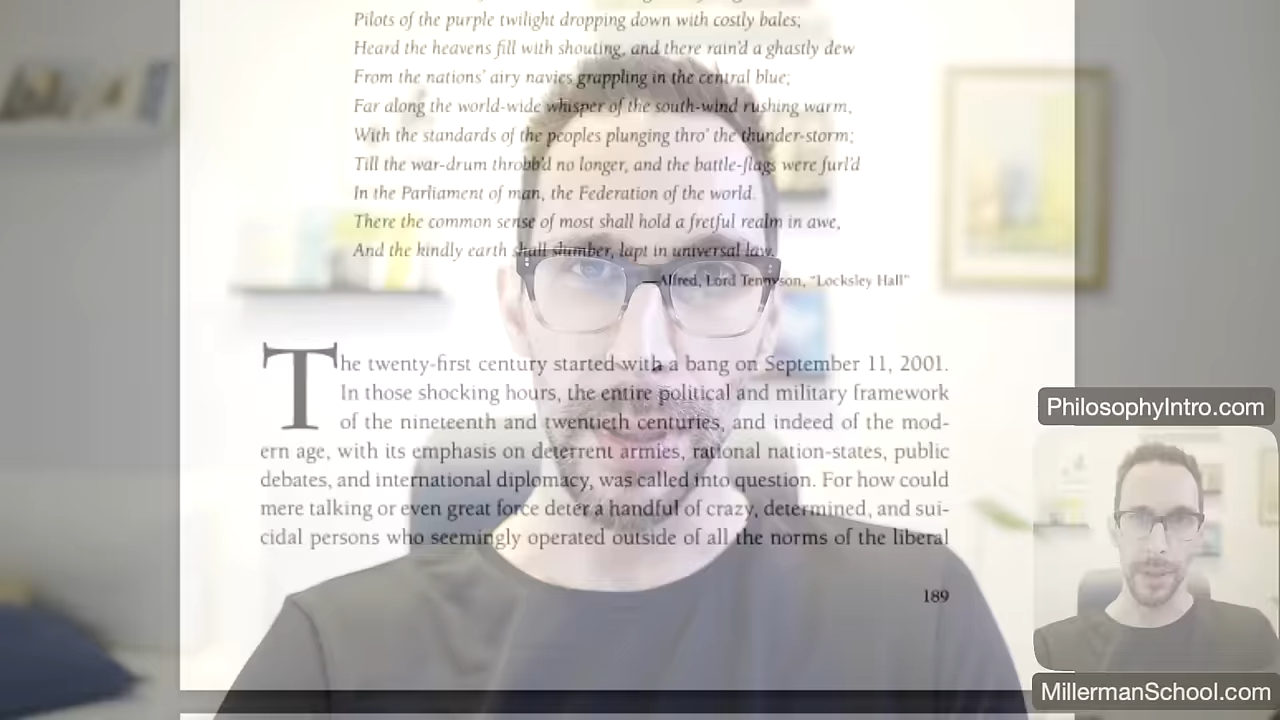 Pilots of the purple twilight dropping down with costly bales;
Heard the heavens fill with shouting, and there rain'd a ghastly dew
From the nations' airy navies grappling in the central blue;
Far along the world-wide whisper of the south-wind rushing warm,
With the standards of the peoples plunging thro' the thunder-storm;
Till the war-drum throbb'd no longer, and the battle-flags were furl'd
In the Parliament of man, the Federation of the world.
There the common sense of most shall hold a fretful realm in awe,
And the kindly earth shall slumber, lapt in universal law.
—Alfred, Lord Tennyson, “Locksley Hall”
The twenty-first century started with a bang on September 11, 2001.
In those shocking hours, the entire political and military framework
of the nineteenth and twentieth centuries, and indeed of the mod-
ern age, with its emphasis on deterrent armies, rational nation-states, public
debates, and international diplomacy, was called into question. For how could
mere talking or even great force deter a handful of crazy, determined, and sui-
cidal persons who seemingly operated outside of all the norms of the liberal
189
PhilosophyIntro.com
MillermanSchool.com